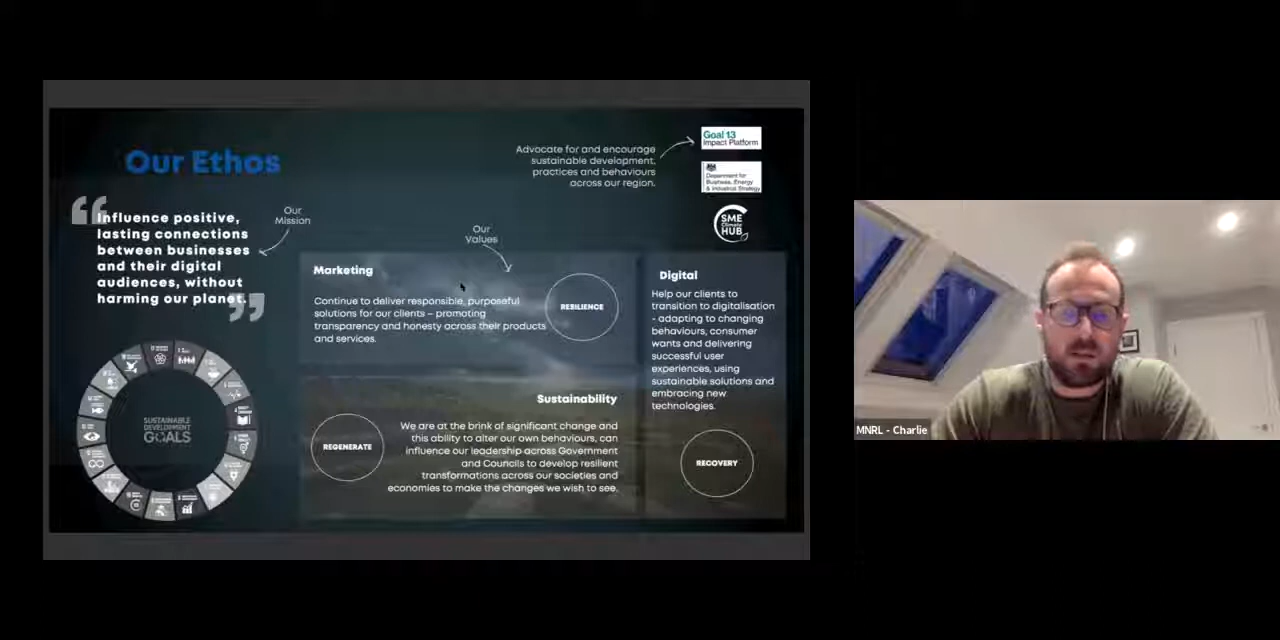 Our Ethos
Influence positive,
lasting connections
between businesses
and their digital
audiences, without
harming our planet.
Our
Mission
Advocate for and encourage
sustainable development,
practices and behaviours
across our region.
Goal 13
Impact Platform
Department for
Business, Energy
& Industrial Strategy
SME
Climate
HUB
Our
Values
Marketing
Continue to deliver responsible, purposeful
solutions for our clients – promoting
transparency and honesty across their products
and services.
RESILIENCE
Digital
Help our clients to
transition to digitalisation
- adapting to changing
behaviours, consumer
wants and delivering
successful user
experiences, using
sustainable solutions and
embracing new
technologies.
RECOVERY
Sustainability
We are at the brink of significant change and
this ability to alter our own behaviours, can
influence our leadership across Government
and Councils to develop resilient
transformations across our societies and
economies to make the changes we wish to see.
REGENERATE
SUSTAINABLE
DEVELOPMENT
GOALS
MNRL - Charlie